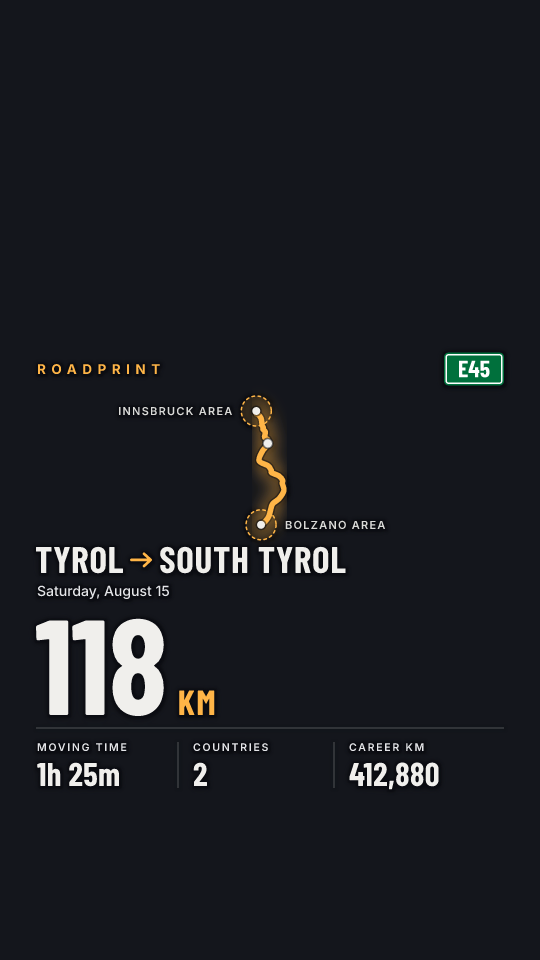 ROADPRINT
E45
INNSBRUCK AREA
BOLZANO AREA
TYROL → SOUTH TYROL
Saturday, August 15
118 KM
MOVING TIME
1h 25m
COUNTRIES
2
CAREER KM
412,880